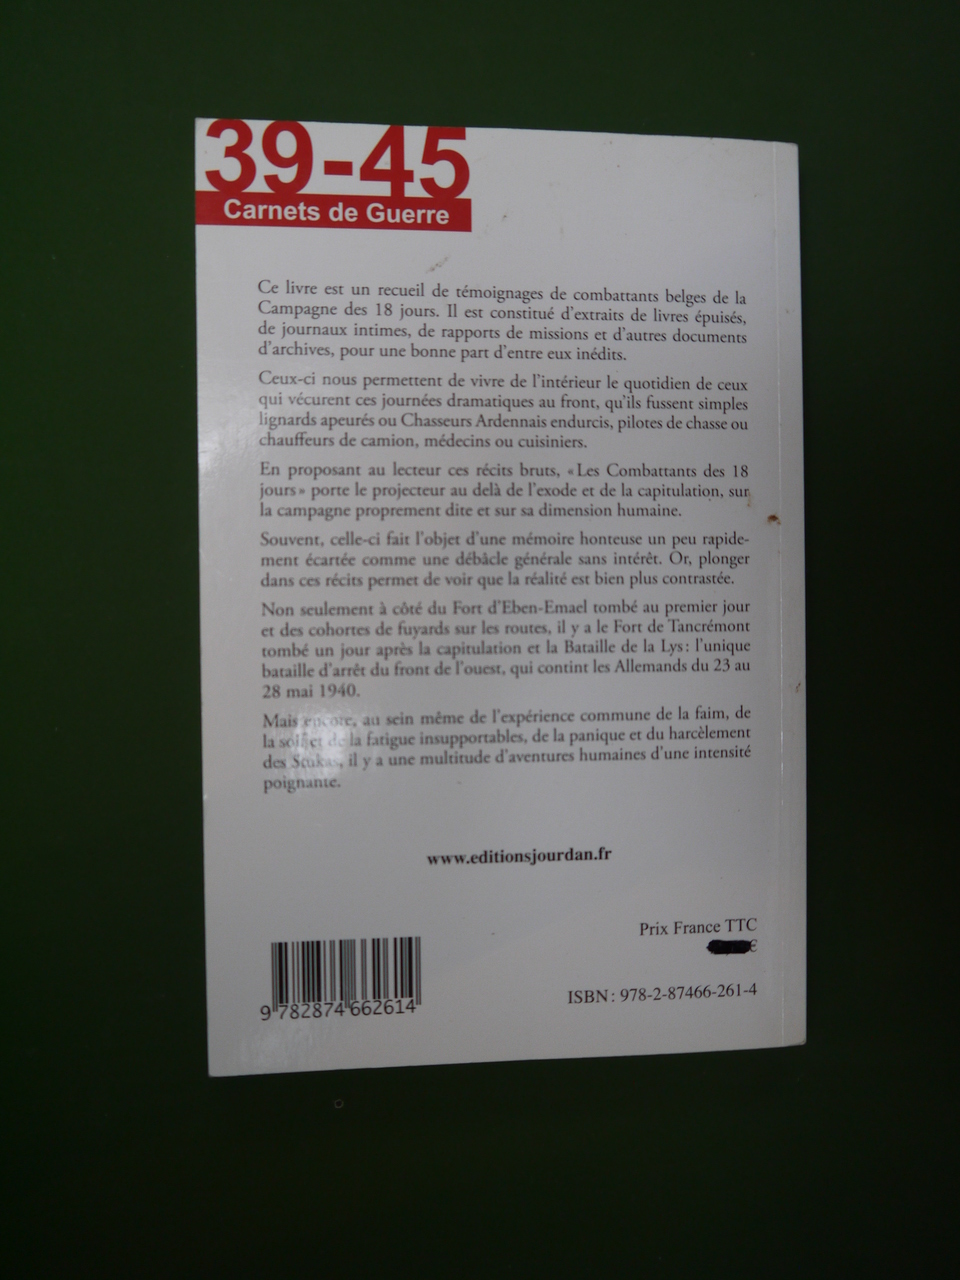 39-45
Carnets de Guerre
Ce livre est un recueil de témoignages de combattants belges de la
Campagne des 18 jours. Il est constitué d'extraits de livres épuisés,
de journaux intimes, de rapports de missions et d'autres documents
d'archives, pour une bonne part d'entre eux inédits.
Ceux-ci nous permettent de vivre de l'intérieur le quotidien de ceux
qui vécurent ces journées dramatiques au front, qu'ils fussent simples
lignards apeurés ou Chasseurs Ardennais endurcis, pilotes de chasse ou
chauffeurs de camion, médecins ou cuisiniers.
En proposant au lecteur ces récits bruts, « Les Combattants des 18
jours » porte le projecteur au delà de l'exode et de la capitulation, sur
la campagne proprement dite et sur sa dimension humaine.
Souvent, celle-ci fait l'objet d'une mémoire honteuse un peu rapide-
ment écartée comme une débâcle générale sans intérêt. Or, plonger
dans ces récits permet de voir que la réalité est bien plus contrastée.
Non seulement à côté du Fort d'Eben-Emael tombé au premier jour
et des cohortes de fuyards sur les routes, il y a le Fort de Tancrémont
tombé un jour après la capitulation et la Bataille de la Lys : l'unique
bataille d'arrêt du front de l'ouest, qui contint les Allemands du 23 au
28 mai 1940.
Mais encore, au sein même de l'expérience commune de la faim, de
la soif et de la fatigue insupportables, de la panique et du harcèlement
des Stukas, il y a une multitude d'aventures humaines d'une intensité
poignante.
www.editionsjourdan.fr
Prix France TTC
€
ISBN : 978-2-87466-261-4
9 782874 662614